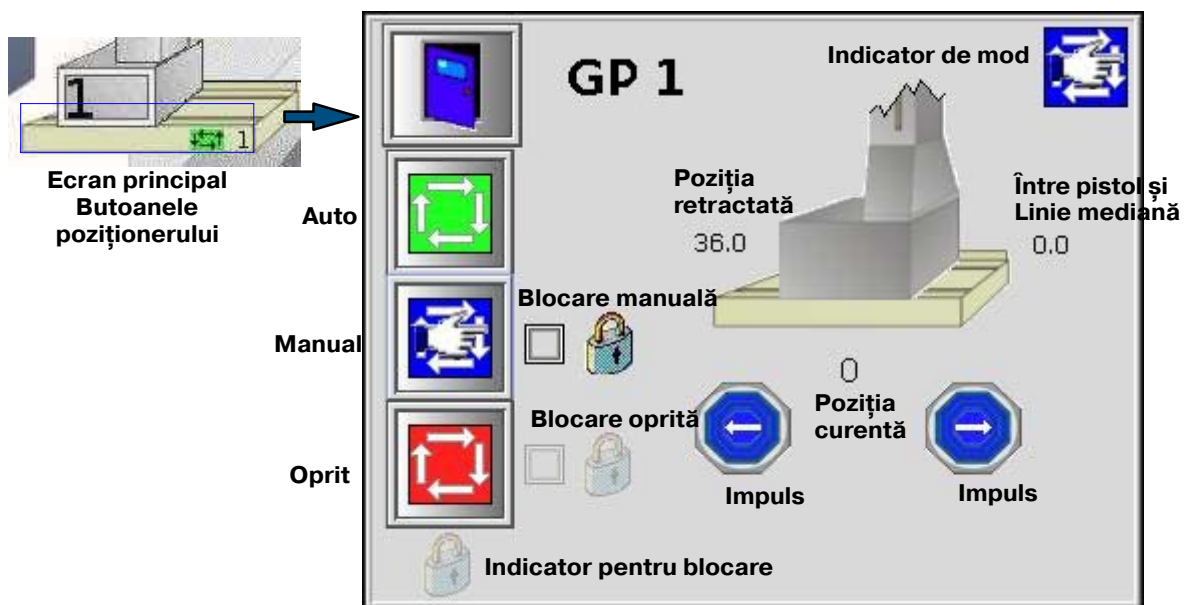 1
1
Ecran principal
Butoanele
poziționerului
GP 1
Indicator de mod
Auto
Poziția
retractată
36.0
Între pistol și
Linie mediană
0.0
Blocare manuală
Manual
0
Poziția
curentă
Blocare oprită
Oprit
Impuls
Impuls
Indicator pentru blocare